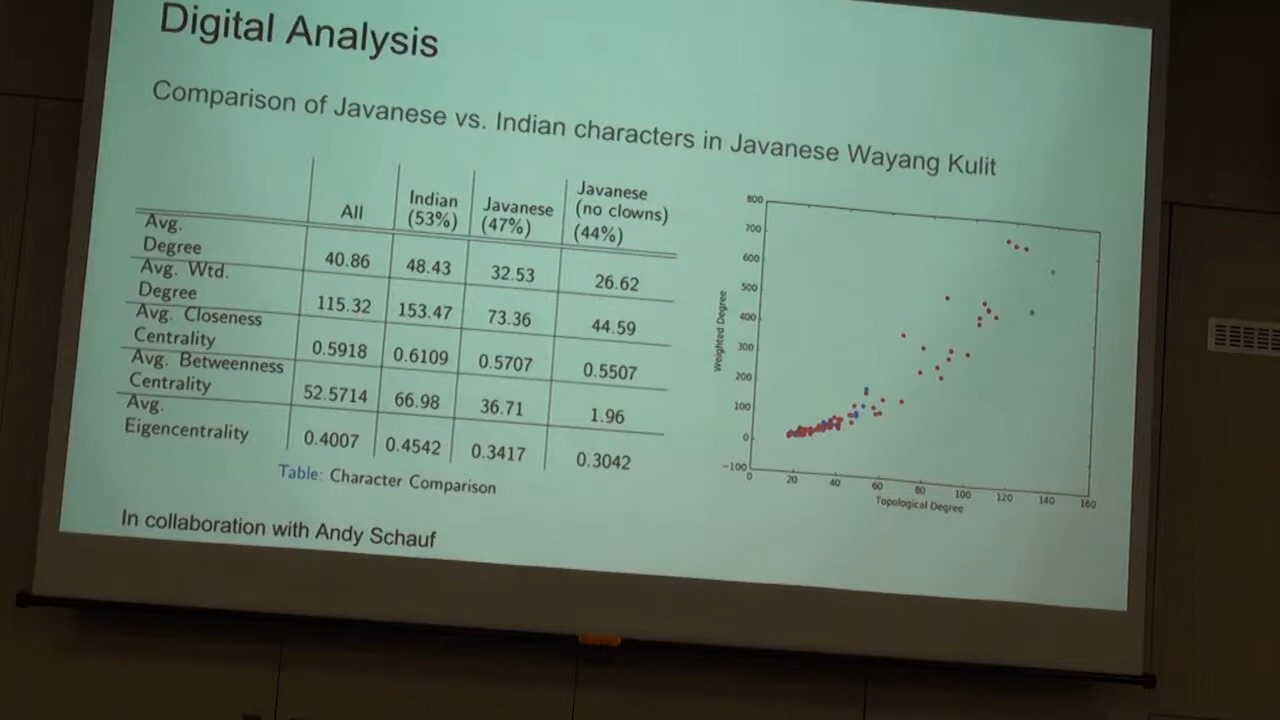 Digital Analysis
Comparison of Javanese vs. Indian characters in Javanese Wayang Kulit
All
Indian
(53%)
Javanese
(47%)
Javanese
(no clowns)
(44%)
Avg.
Degree
40.86
48.43
32.53
26.62
Avg. Wtd.
Degree
115.32
153.47
73.36
44.59
Avg. Closeness
Centrality
0.5918
0.6109
0.5707
0.5507
Avg. Betweenness
Centrality
52.5714
66.98
36.71
1.96
Avg.
Eigencentrality
0.4007
0.4542
0.3417
0.3042
Table: Character Comparison
In collaboration with Andy Schauf
800
700
600
500
400
300
200
100
0
−100
Weighted Degree
0
20
40
60
80
100
120
140
160
Topological Degree